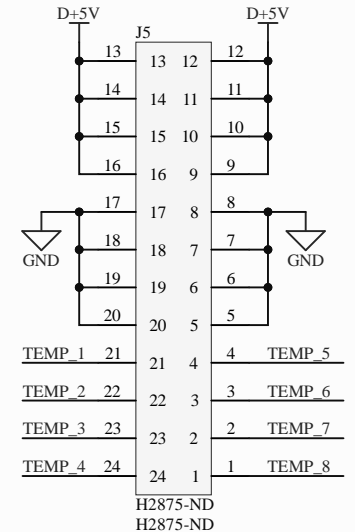 D+5V D+5V
J5
13 13 12 12
14 14 11 11
15 15 10 10
16 16 9 9
17 17 8 8
GND GND
18 18 7 7
19 19 6 6
20 20 5 5
TEMP_1 21 21 4 4 TEMP_5
TEMP_2 22 22 3 3 TEMP_6
TEMP_3 23 23 2 2 TEMP_7
TEMP_4 24 24 1 1 TEMP_8
H2875-ND
H2875-ND